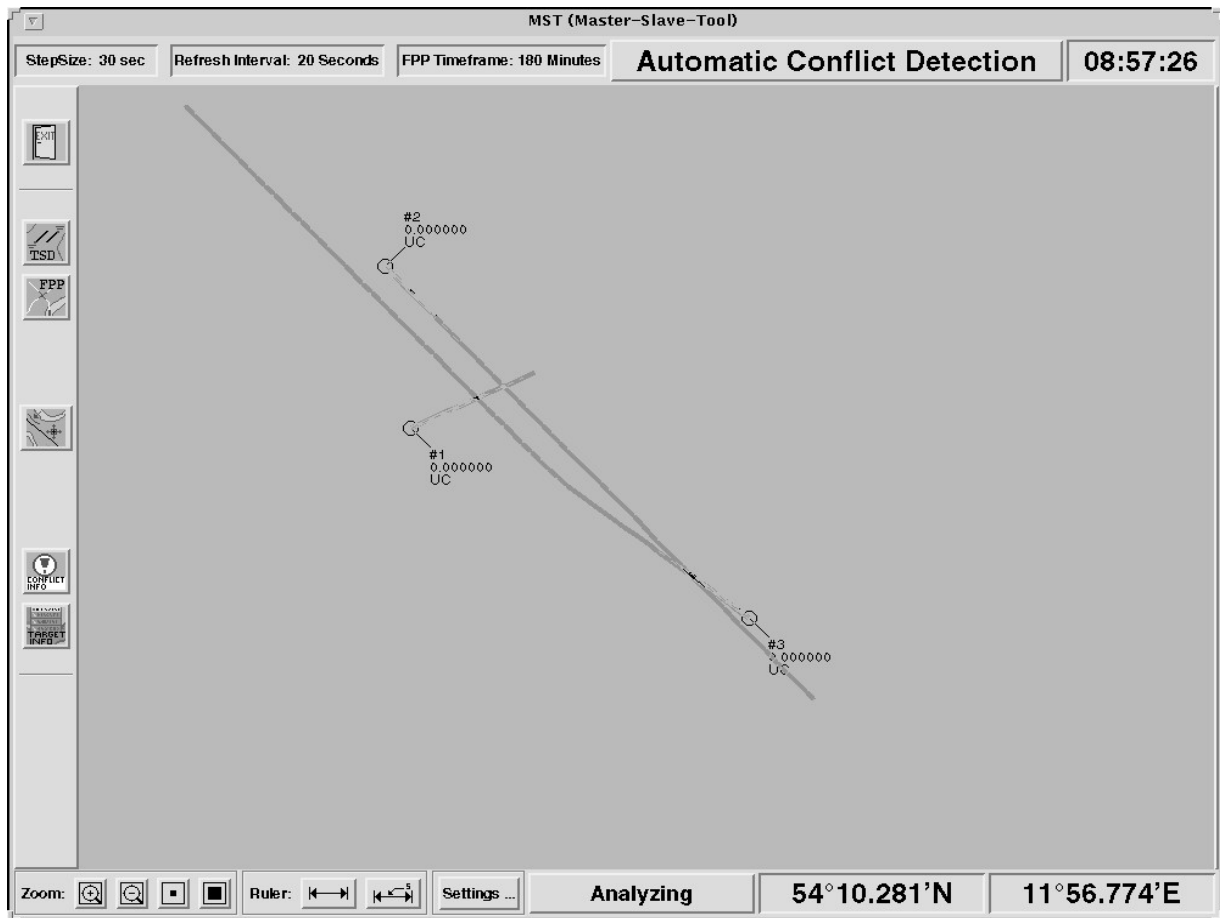 MST (Master-Slave-Tool)
StepSize: 30 sec
Refresh Interval: 20 Seconds
FPP Timeframe: 180 Minutes
Automatic Conflict Detection
08:57:26
EXIT
TSD
FPP
CONFLICT
INFO
TARGET
INFO
#2
0.000000
UC
#1
0.000000
UC
#3
0.000000
UC
Zoom:
Ruler:
Settings ...
Analyzing
54°10.281'N
11°56.774'E